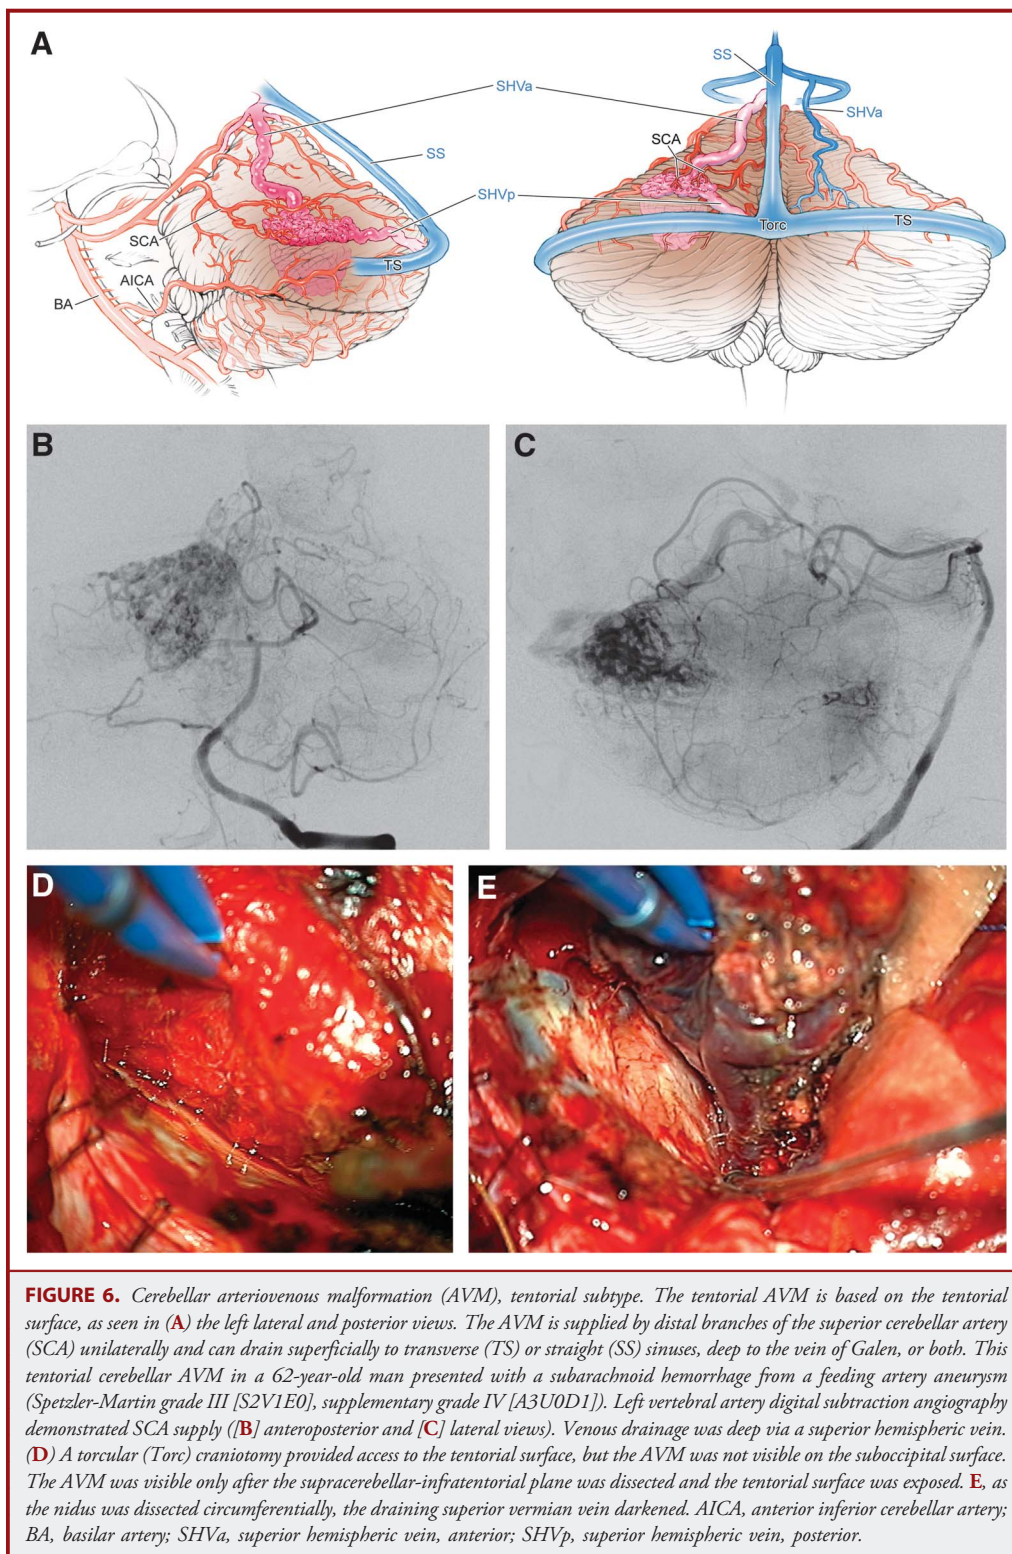 A
SS
SHVa
SHVa
SCA
SS
SHVp
SCA
TS
Torc
TS
AICA
BA
B
C
D
E
FIGURE 6. Cerebellar arteriovenous malformation (AVM), tentorial subtype. The tentorial AVM is based on the tentorial
surface, as seen in (A) the left lateral and posterior views. The AVM is supplied by distal branches of the superior cerebellar artery
(SCA) unilaterally and can drain superficially to transverse (TS) or straight (SS) sinuses, deep to the vein of Galen, or both. This
tentorial cerebellar AVM in a 62-year-old man presented with a subarachnoid hemorrhage from a feeding artery aneurysm
(Spetzler-Martin grade III [S2V1E0], supplementary grade IV [A3U0D1]). Left vertebral artery digital subtraction angiography
demonstrated SCA supply ([B] anteroposterior and [C] lateral views). Venous drainage was deep via a superior hemispheric vein.
(D) A torcular (Torc) craniotomy provided access to the tentorial surface, but the AVM was not visible on the suboccipital surface.
The AVM was visible only after the supracerebellar-infratentorial plane was dissected and the tentorial surface was exposed. E, as
the nidus was dissected circumferentially, the draining superior vermian vein darkened. AICA, anterior inferior cerebellar artery;
BA, basilar artery; SHVa, superior hemispheric vein, anterior; SHVp, superior hemispheric vein, posterior.